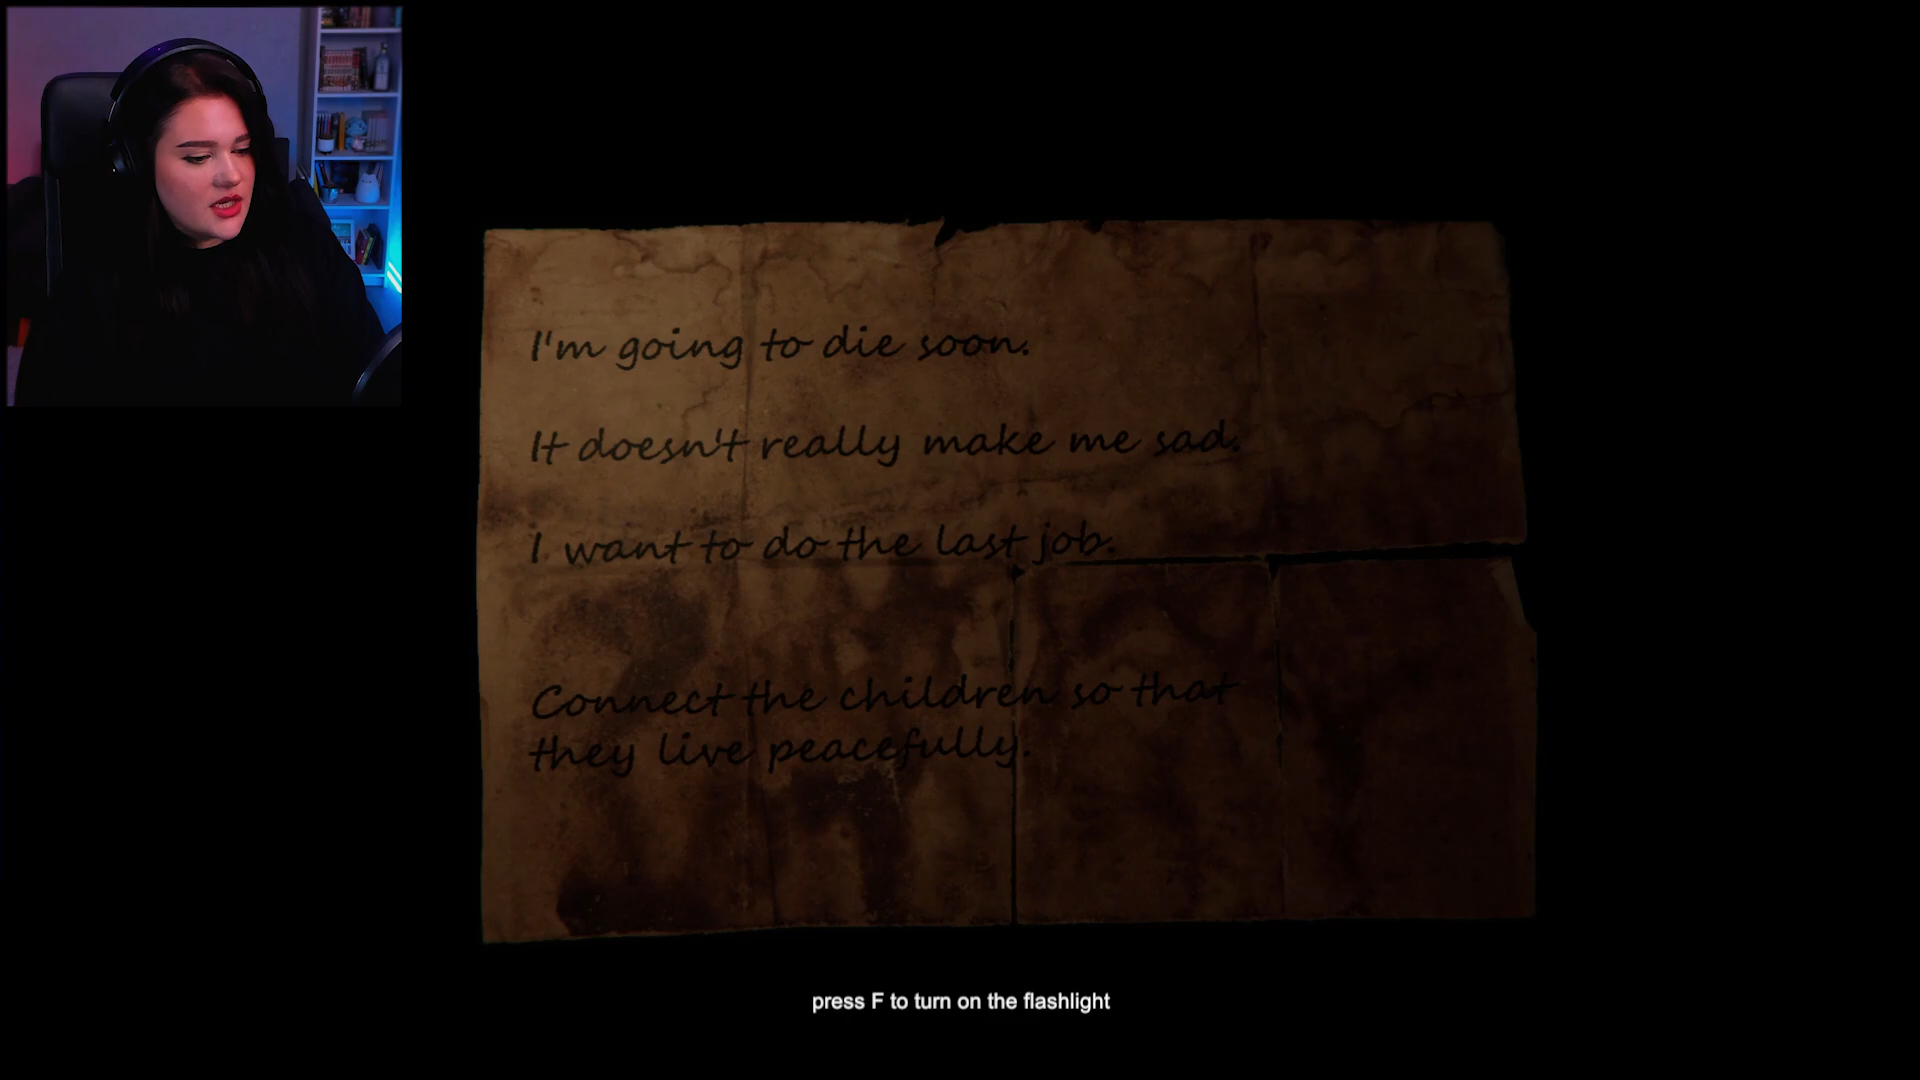 I'm going to die soon.
It doesn't really make me sad.
I want to do the last job.
Connect the children so that
they live peacefully.
press F to turn on the flashlight